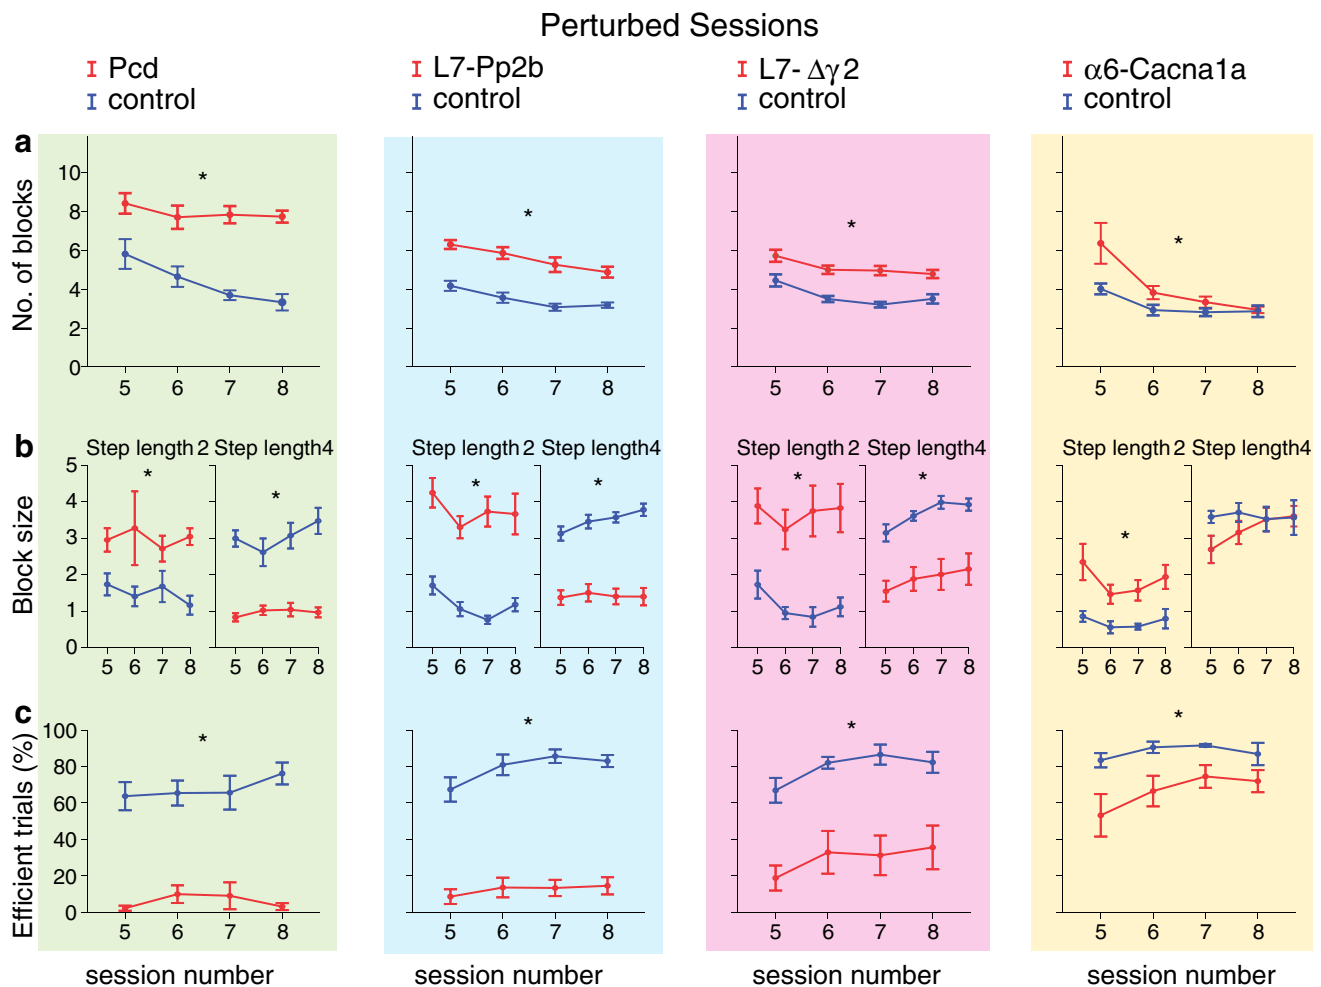 Perturbed Sessions
Pcd
control
L7-Pp2b
control
L7- Δγ 2
control
α6-Cacna1a
control
a
No. of blocks
10
8
6
4
2
0
*
*
*
*
5 6 7 8
5 6 7 8
5 6 7 8
5 6 7 8
b
Block size
Step length 2
Step length4
Step length 2
Step length4
Step length 2
Step length4
Step length 2
Step length4
5
4
3
2
1
0
*
*
*
*
*
*
*
5 6 7 8
5 6 7 8
5 6 7 8
5 6 7 8
5 6 7 8
5 6 7 8
5 6 7 8
5 6 7 8
c
Efficient trials (%)
100
80
60
40
20
0
*
*
*
*
5 6 7 8
5 6 7 8
5 6 7 8
5 6 7 8
session number
session number
session number
session number